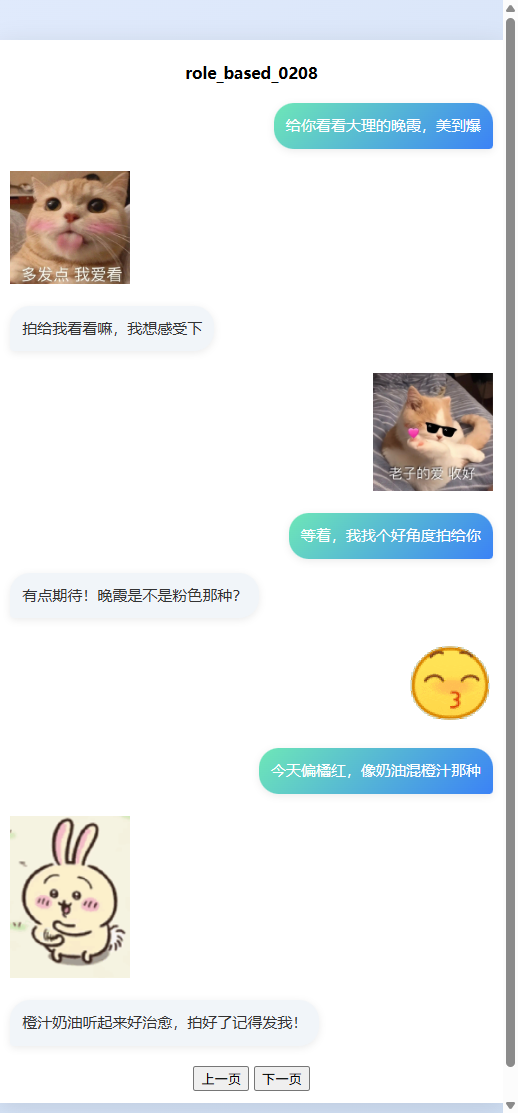 role_based_0208
给你看看大理的晚霞，美到爆
多发点 我爱看
拍给我看看嘛，我想感受下
老子的爱 收好
等着，我找个好角度拍给你
有点期待！晚霞是不是粉色那种？
今天偏橘红，像奶油混橙汁那种
橙汁奶油听起来好治愈，拍好了记得发我！
上一页 下一页